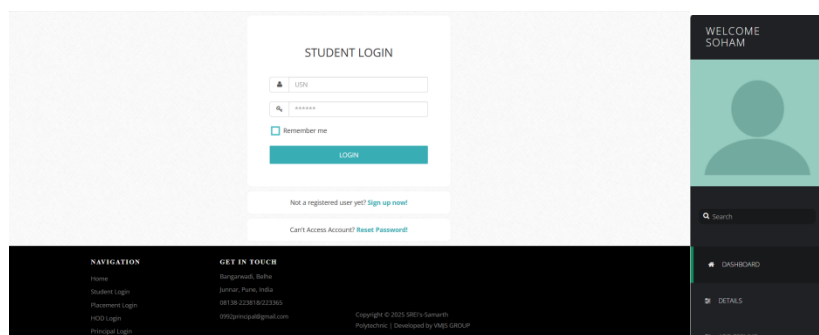 STUDENT LOGIN
USN
******
Remember me
LOGIN
Not a registered user yet? Sign up now!
Can't Access Account? Reset Password!
NAVIGATION
Home
Student Login
Placement Login
HOD Login
Principal Login
GET IN TOUCH
Bangarwadi, Belhe
Junnar, Pune, India
08138-223818/223365
0992principal@gmail.com
Copyright © 2025 SREI's-Samarth
Polytechnic | Developed by VMJS GROUP
WELCOME
SOHAM
Search
DASHBOARD
DETAILS